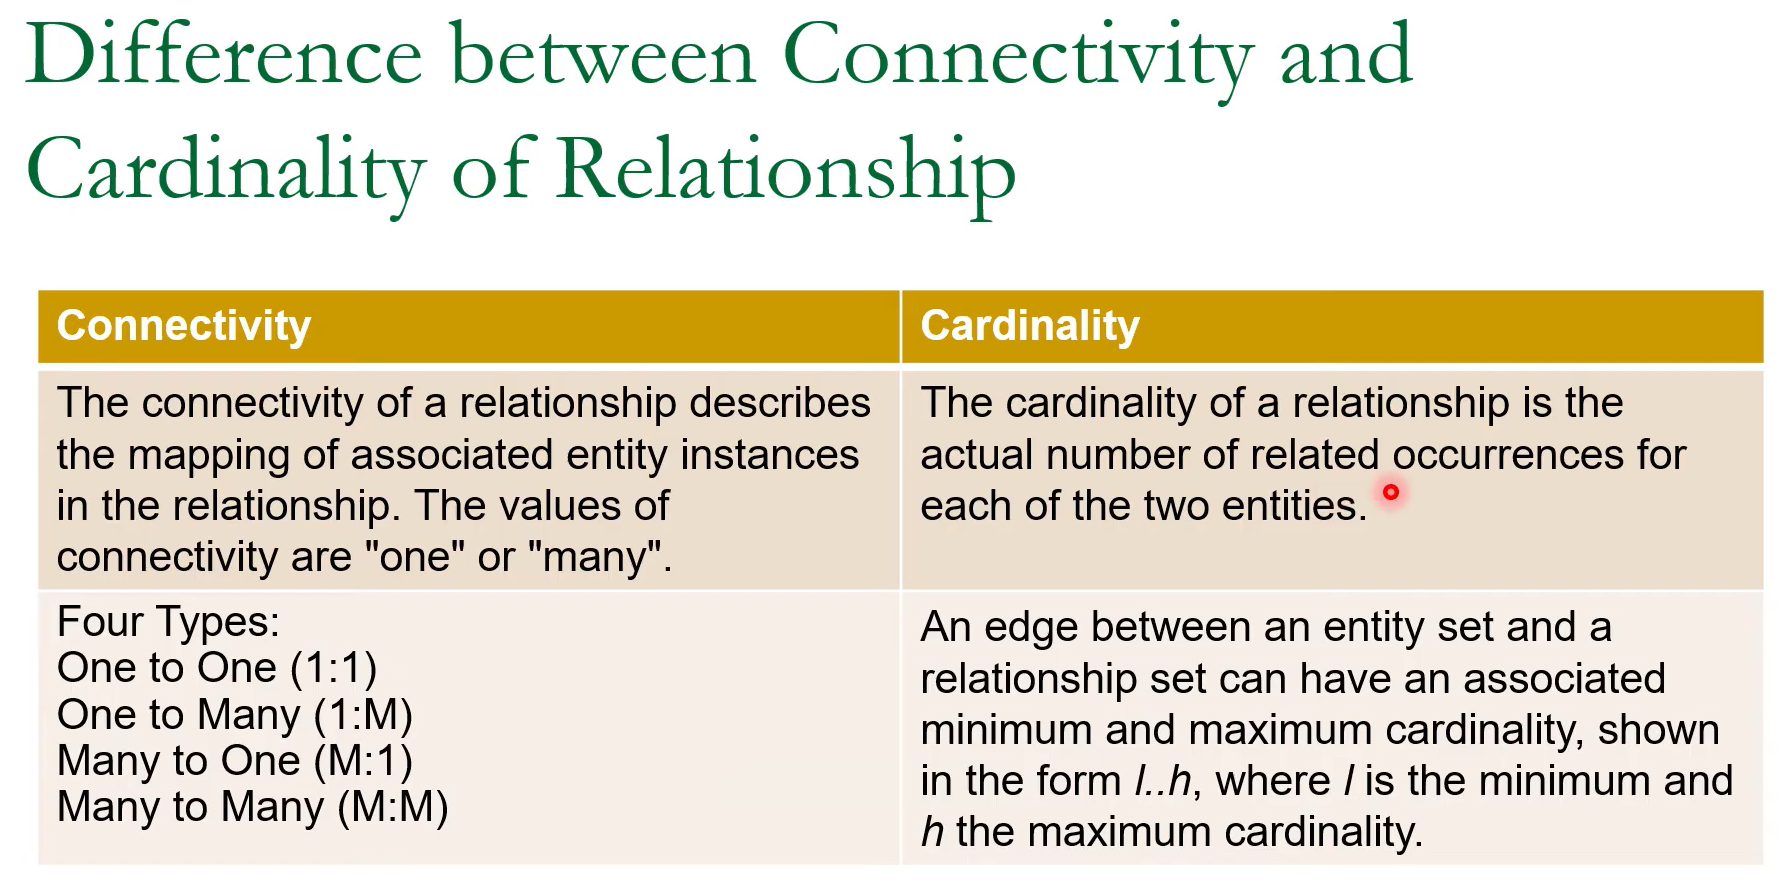 Difference between Connectivity and
Cardinality of Relationship
Connectivity
Cardinality
The connectivity of a relationship describes
the mapping of associated entity instances
in the relationship. The values of
connectivity are "one" or "many".
The cardinality of a relationship is the
actual number of related occurrences for
each of the two entities.
Four Types:
One to One (1:1)
One to Many (1:M)
Many to One (M:1)
Many to Many (M:M)
An edge between an entity set and a
relationship set can have an associated
minimum and maximum cardinality, shown
in the form l..h, where l is the minimum and
h the maximum cardinality.